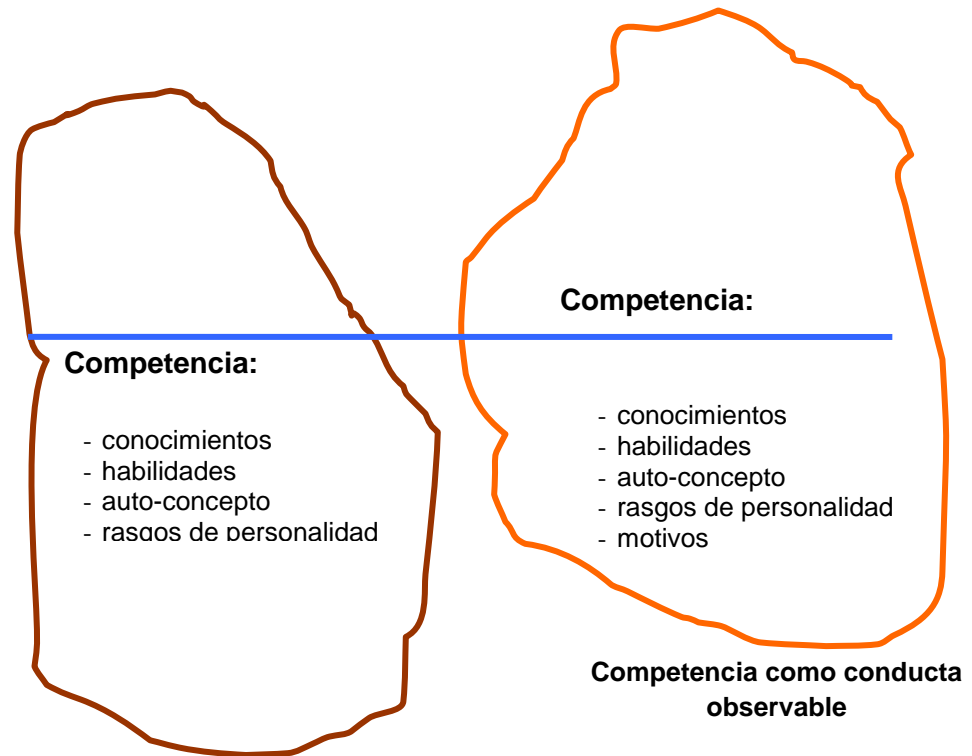 Competencia:
- conocimientos
- habilidades
- auto-concepto
- rasgos de personalidad
Competencia:
- conocimientos
- habilidades
- auto-concepto
- rasgos de personalidad
- motivos
Competencia como conducta
observable